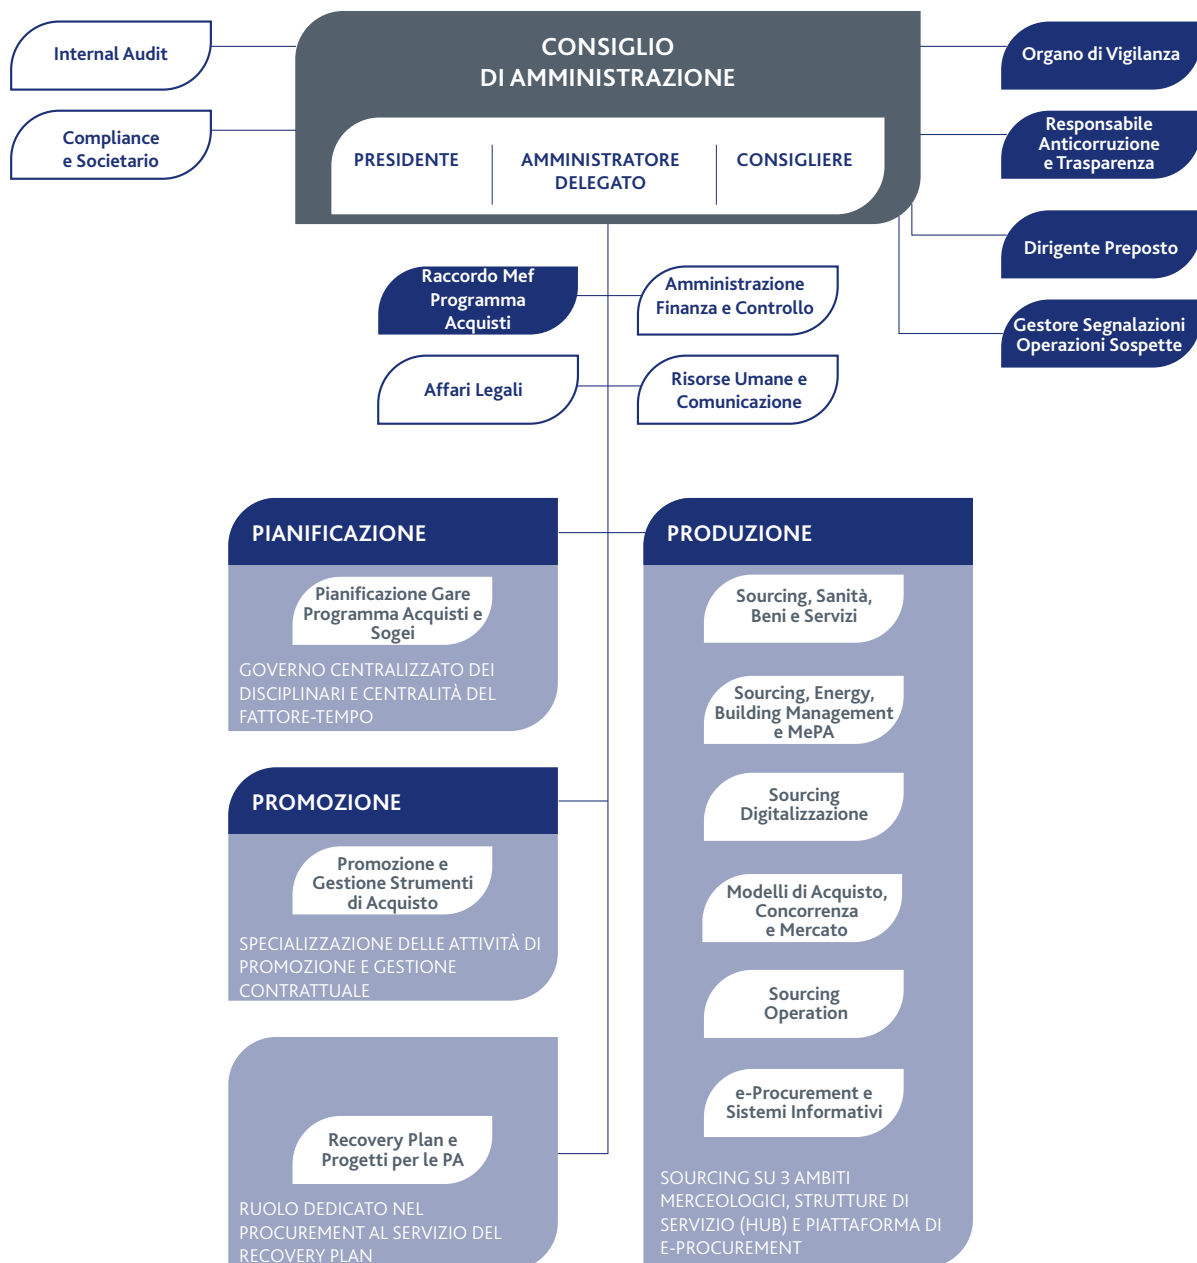 CONSIGLIO
DI AMMINISTRAZIONE
PRESIDENTE
AMMINISTRATORE
DELEGATO
CONSIGLIERE
Internal Audit
Compliance
e Societario
Organo di Vigilanza
Responsabile
Anticorruzione
e Trasparenza
Dirigente Preposto
Gestore Segnalazioni
Operazioni Sospette
Raccordo Mef
Programma
Acquisti
Amministrazione
Finanza e Controllo
Affari Legali
Risorse Umane e
Comunicazione
PIANIFICAZIONE
Pianificazione Gare
Programma Acquisti e
Sogei
GOVERNO CENTRALIZZATO DEI
DISCIPLINARI E CENTRALITÀ DEL
FATTORE-TEMPO
PROMOZIONE
Promozione e
Gestione Strumenti
di Acquisto
SPECIALIZZAZIONE DELLE ATTIVITÀ DI
PROMOZIONE E GESTIONE
CONTRATTUALE
Recovery Plan e
Progetti per le PA
RUOLO DEDICATO NEL
PROCUREMENT AL SERVIZIO DEL
RECOVERY PLAN
PRODUZIONE
Sourcing, Sanità,
Beni e Servizi
Sourcing, Energy,
Building Management
e MePA
Sourcing
Digitalizzazione
Modelli di Acquisto,
Concorrenza
e Mercato
Sourcing
Operation
e-Procurement e
Sistemi Informativi
SOURCING SU 3 AMBITI
MERCEOLOGICI, STRUTTURE DI
SERVIZIO (HUB) E PIATTAFORMA DI
E-PROCUREMENT